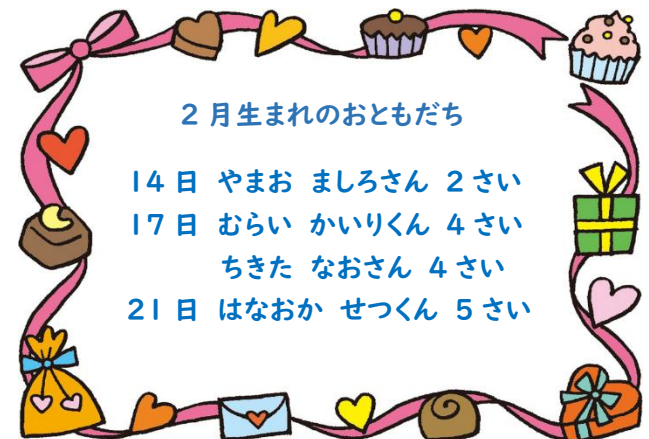 2月生まれのおともだち
14日 やまお ましろさん 2さい
17日 むらい かいりくん 4さい
ちきた なおさん 4さい
21日 はなおか せつくん 5さい